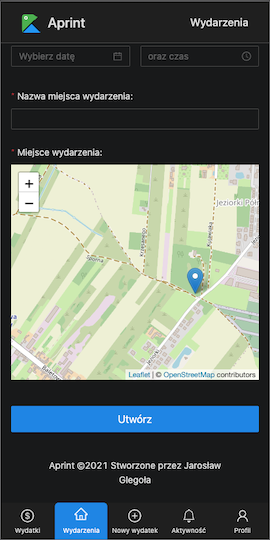 Aprint
Wydarzenia
Wybierz datę
oraz czas
* Nazwa miejsca wydarzenia:
* Miejsce wydarzenia:
+
−
Jeziorki Półn
Leaflet | © OpenStreetMap contributors
Utwórz
Aprint ©2021 Stworzone przez Jarosław
Glegoła
Wydatki
Wydarzenia
Nowy wydatek
Aktywność
Profil